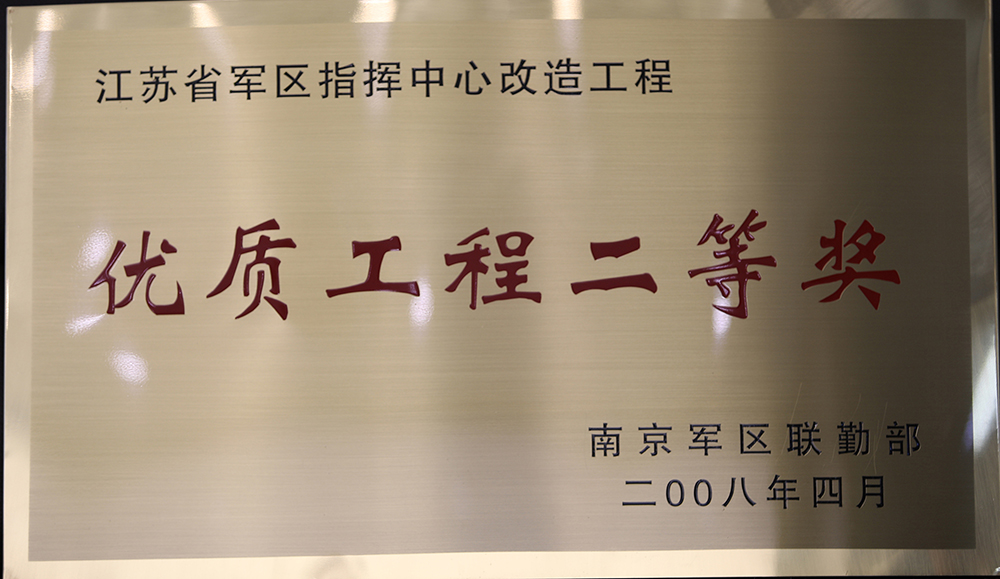 江苏省军区指挥中心改造工程
优质工程二等奖
南京军区联勤部
二00八年四月